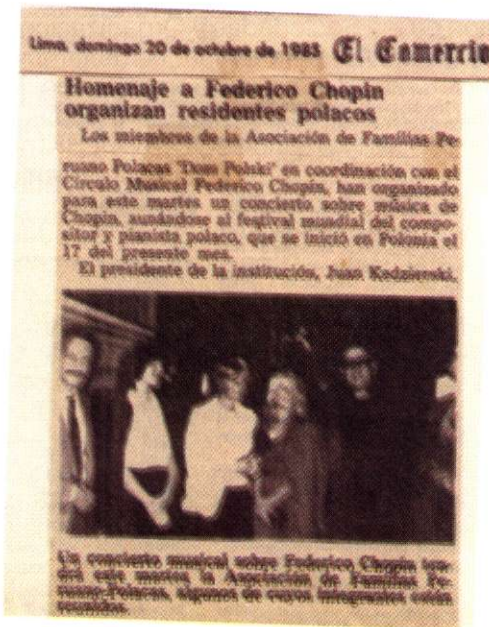 Lima, domingo 20 de octubre de 1985 El Comercio
Homenaje a Federico Chopin
organizan residentes polacos
Los miembros de la Asociación de Familias Pe-
ruano Polacas "Dom Polski" en coordinación con el
Círculo Musical Federico Chopin, han organizado
para este martes un concierto sobre música de
Chopin, aunándose al festival mundial del compo-
sitor y pianista polaco, que se inició en Polonia el
17 del presente mes.
El presidente de la institución, Juan Kedzierski,
Un concierto musical sobre Federico Chopin ten-
drá este martes la Asociación de Familias Pe-
ruano-Polacas, algunos de cuyos integrantes están
reunidos.